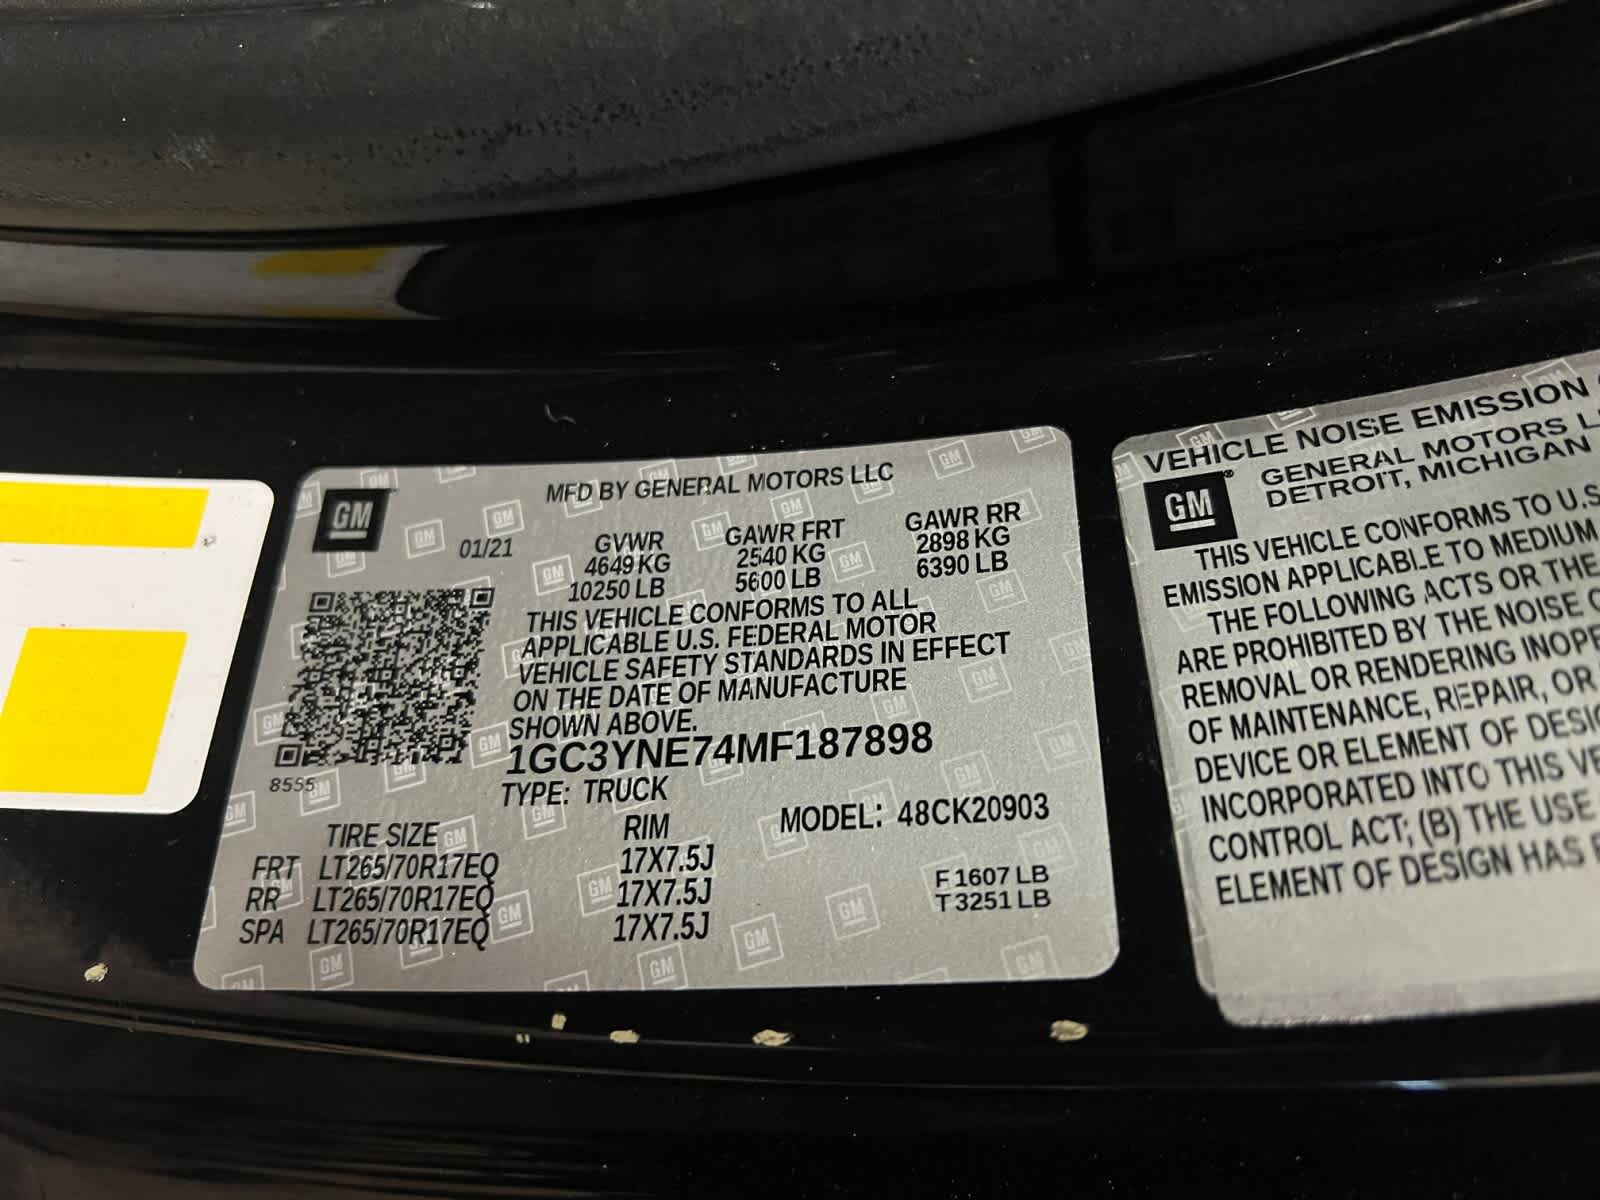 GM
MFD BY GENERAL MOTORS LLC
01/21
GVWR
4649 KG
10250 LB
GAWR FRT
2540 KG
5600 LB
GAWR RR
2898 KG
6390 LB
THIS VEHICLE CONFORMS TO ALL
APPLICABLE U.S. FEDERAL MOTOR
VEHICLE SAFETY STANDARDS IN EFFECT
ON THE DATE OF MANUFACTURE
SHOWN ABOVE.
1GC3YNE74MF187898
8555
TYPE: TRUCK
MODEL: 48CK20903
TIRE SIZE RIM
FRT LT265/70R17EQ 17X7.5J
RR LT265/70R17EQ 17X7.5J
SPA LT265/70R17EQ 17X7.5J
F 1607 LB
T 3251 LB
VEHICLE NOISE EMISSION
GM
GENERAL MOTORS
DETROIT, MICHIGAN
THIS VEHICLE CONFORMS TO U.S.
EMISSION APPLICABLE TO MEDIUM
THE FOLLOWING ACTS OR THE
ARE PROHIBITED BY THE NOISE
REMOVAL OR RENDERING
OF MAINTENANCE, REPAIR, OR
DEVICE OR ELEMENT OF
INCORPORATED INTO THIS
CONTROL ACT; (B) THE USE
ELEMENT OF DESIGN HAS